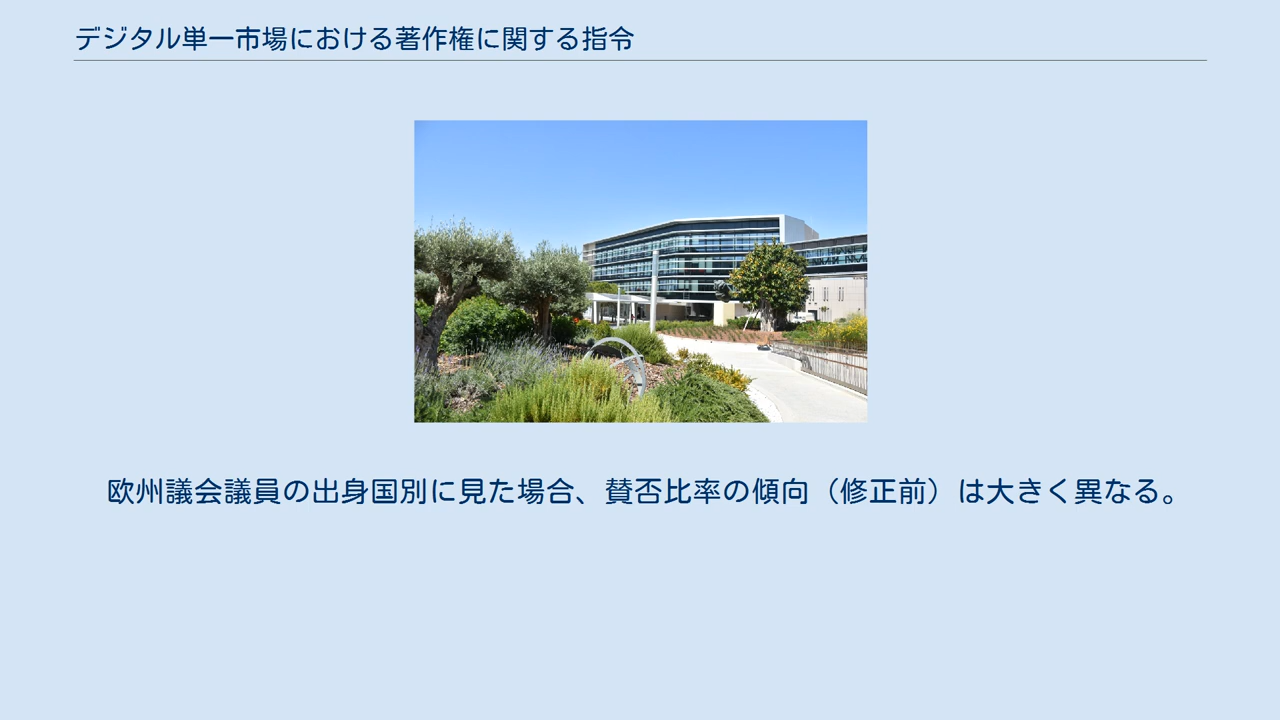 デジタル単一市場における著作権に関する指令
欧州議会議員の出身国別に見た場合、賛否比率の傾向（修正前）は大きく異なる。